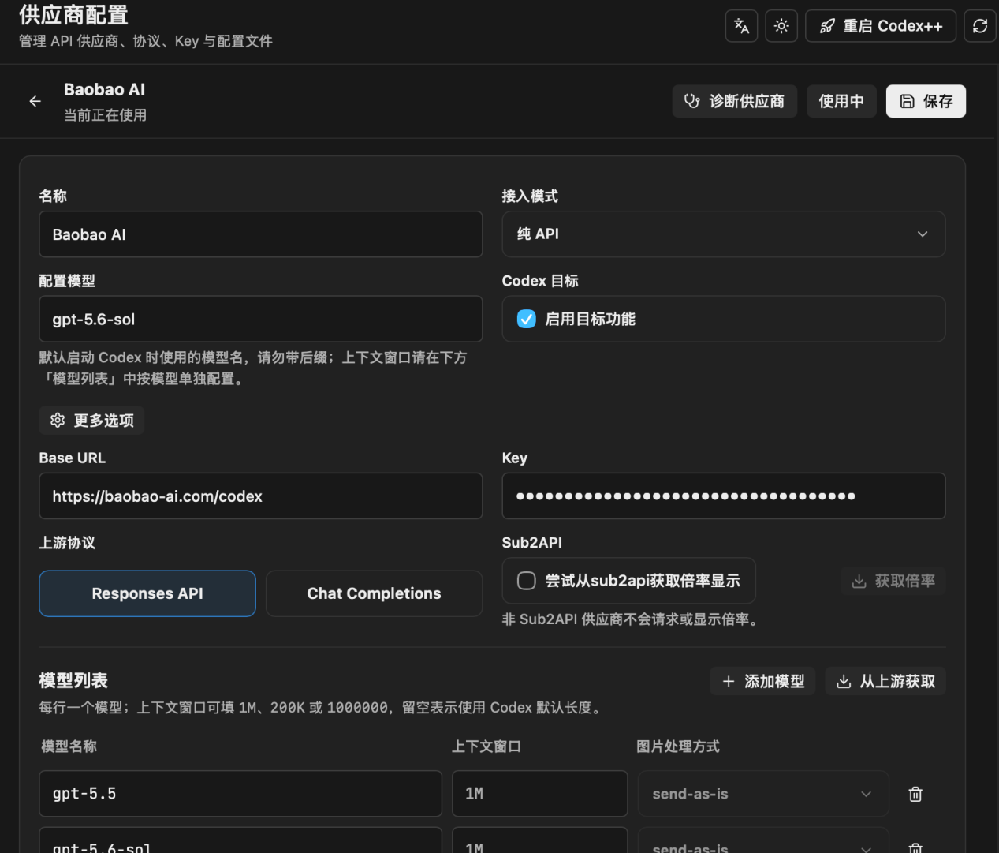 供应商配置
管理 API 供应商、协议、Key 与配置文件
重启 Codex++
Baobao AI
当前正在使用
诊断供应商
使用中
保存
名称
接入模式
Baobao AI
纯 API
配置模型
Codex 目标
gpt-5.6-sol
启用目标功能
默认启动 Codex 时使用的模型名，请勿带后缀；上下文窗口请在下方
「模型列表」中按模型单独配置。
更多选项
Base URL
Key
https://baobao-ai.com/codex
上游协议
Sub2API
Responses API
Chat Completions
尝试从sub2api获取倍率显示
获取倍率
非 Sub2API 供应商不会请求或显示倍率。
模型列表
添加模型
从上游获取
每行一个模型；上下文窗口可填 1M、200K 或 1000000，留空表示使用 Codex 默认长度。
模型名称
上下文窗口
图片处理方式
gpt-5.5
1M
send-as-is
gpt-5.6-sol
1M
send-as-is